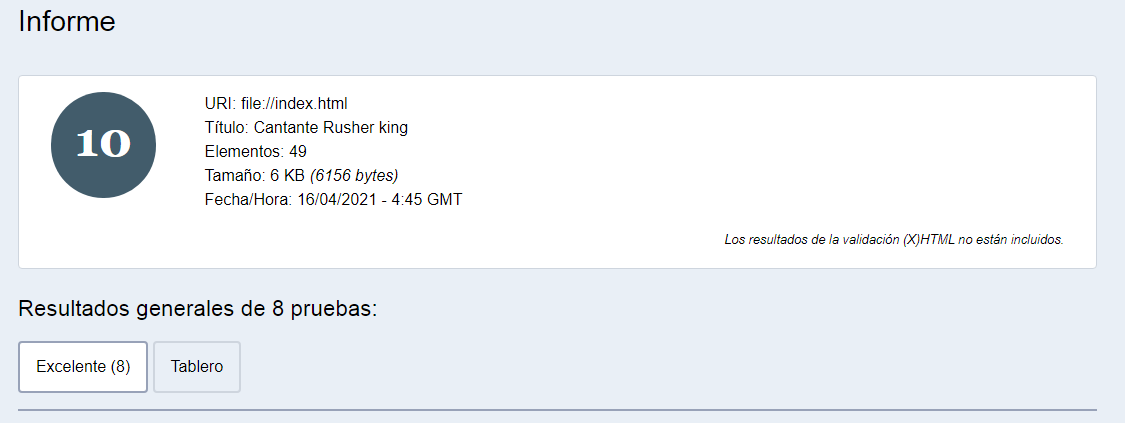 Informe
10
URI: file://index.html
Título: Cantante Rusher king
Elementos: 49
Tamaño: 6 KB (6156 bytes)
Fecha/Hora: 16/04/2021 - 4:45 GMT
Los resultados de la validación (X)HTML no están incluidos.
Resultados generales de 8 pruebas:
Excelente (8)
Tablero